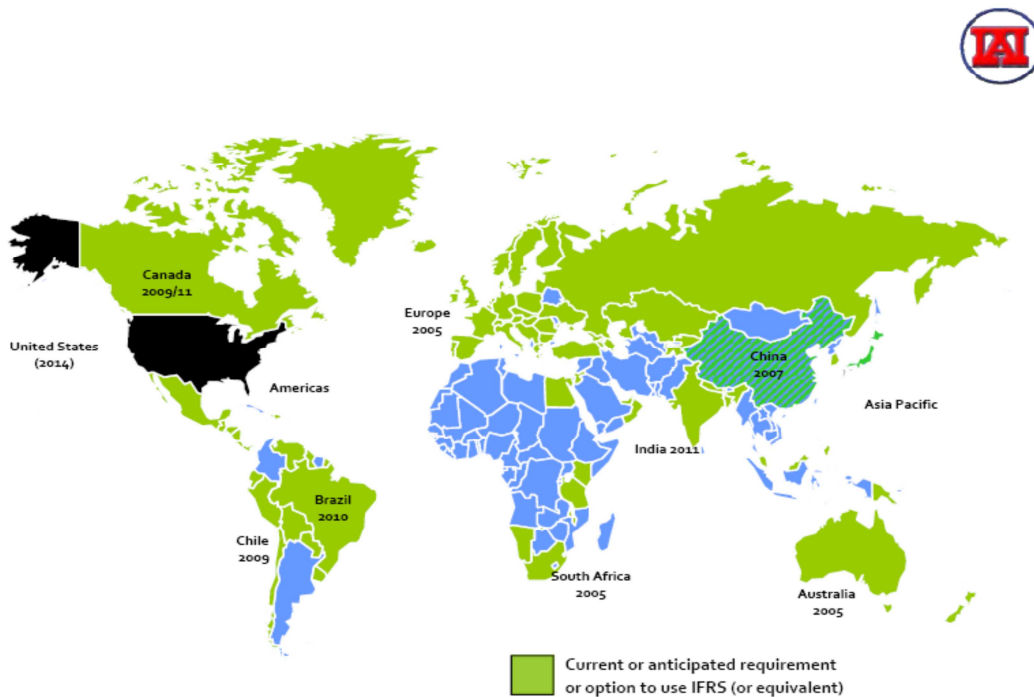 IAI
Canada
2009/11
Europe
2005
United States
(2014)
China
2007
Americas
Asia Pacific
India 2011
Brazil
2010
Chile
2009
South Africa
2005
Australia
2005
Current or anticipated requirement
or option to use IFRS (or equivalent)